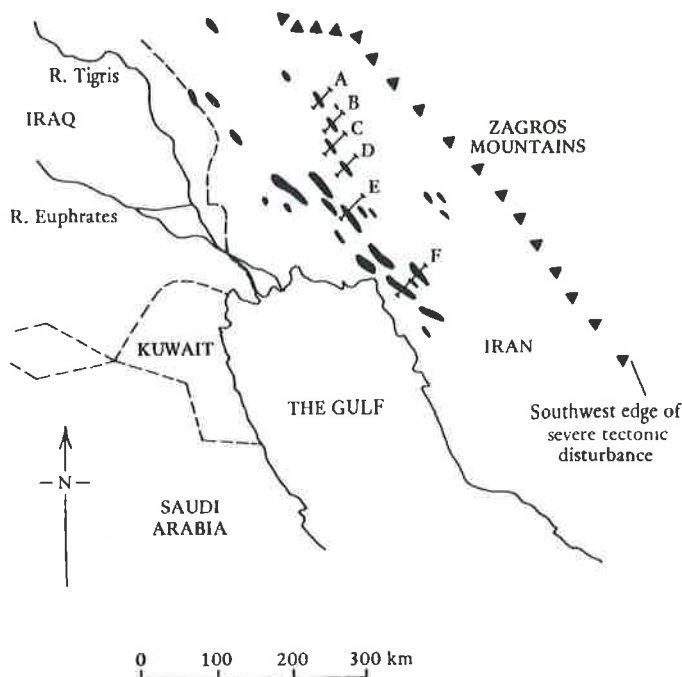 A
R. Tigris
B
IRAQ
C
ZAGROS
MOUNTAINS
D
E
R. Euphrates
F
KUWAIT
IRAN
THE GULF
Southwest edge of
severe tectonic
disturbance
N
SAUDI
ARABIA
0 100 200 300 km